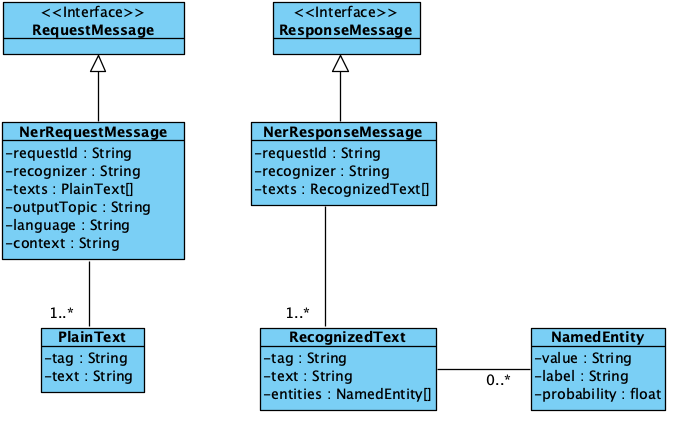 <<Interface>>
RequestMessage
<<Interface>>
ResponseMessage
NerRequestMessage
-requestId : String
-recognizer : String
-texts : PlainText[]
-outputTopic : String
-language : String
-context : String
NerResponseMessage
-requestId : String
-recognizer : String
-texts : RecognizedText[]
1..*
1..*
PlainText
-tag : String
-text : String
RecognizedText
-tag : String
-text : String
-entities : NamedEntity[]
0..*
NamedEntity
-value : String
-label : String
-probability : float